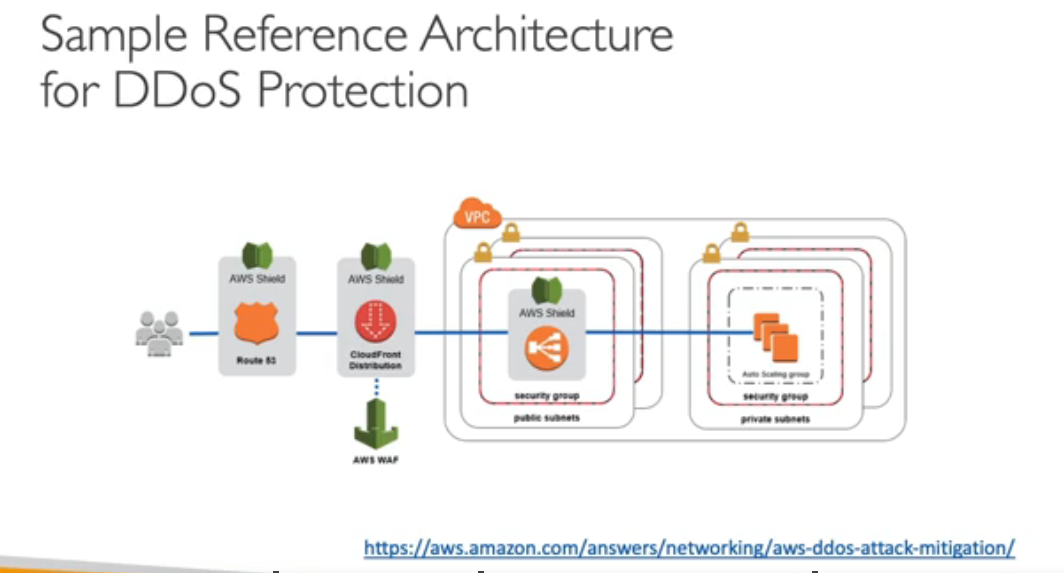 Sample Reference Architecture
for DDoS Protection
VPC
AWS Shield
Route 53
AWS Shield
CloudFront
Distribution
AWS WAF
AWS Shield
security group
public subnets
Auto Scaling group
security group
private subnets
https://aws.amazon.com/answers/networking/aws-ddos-attack-mitigation/